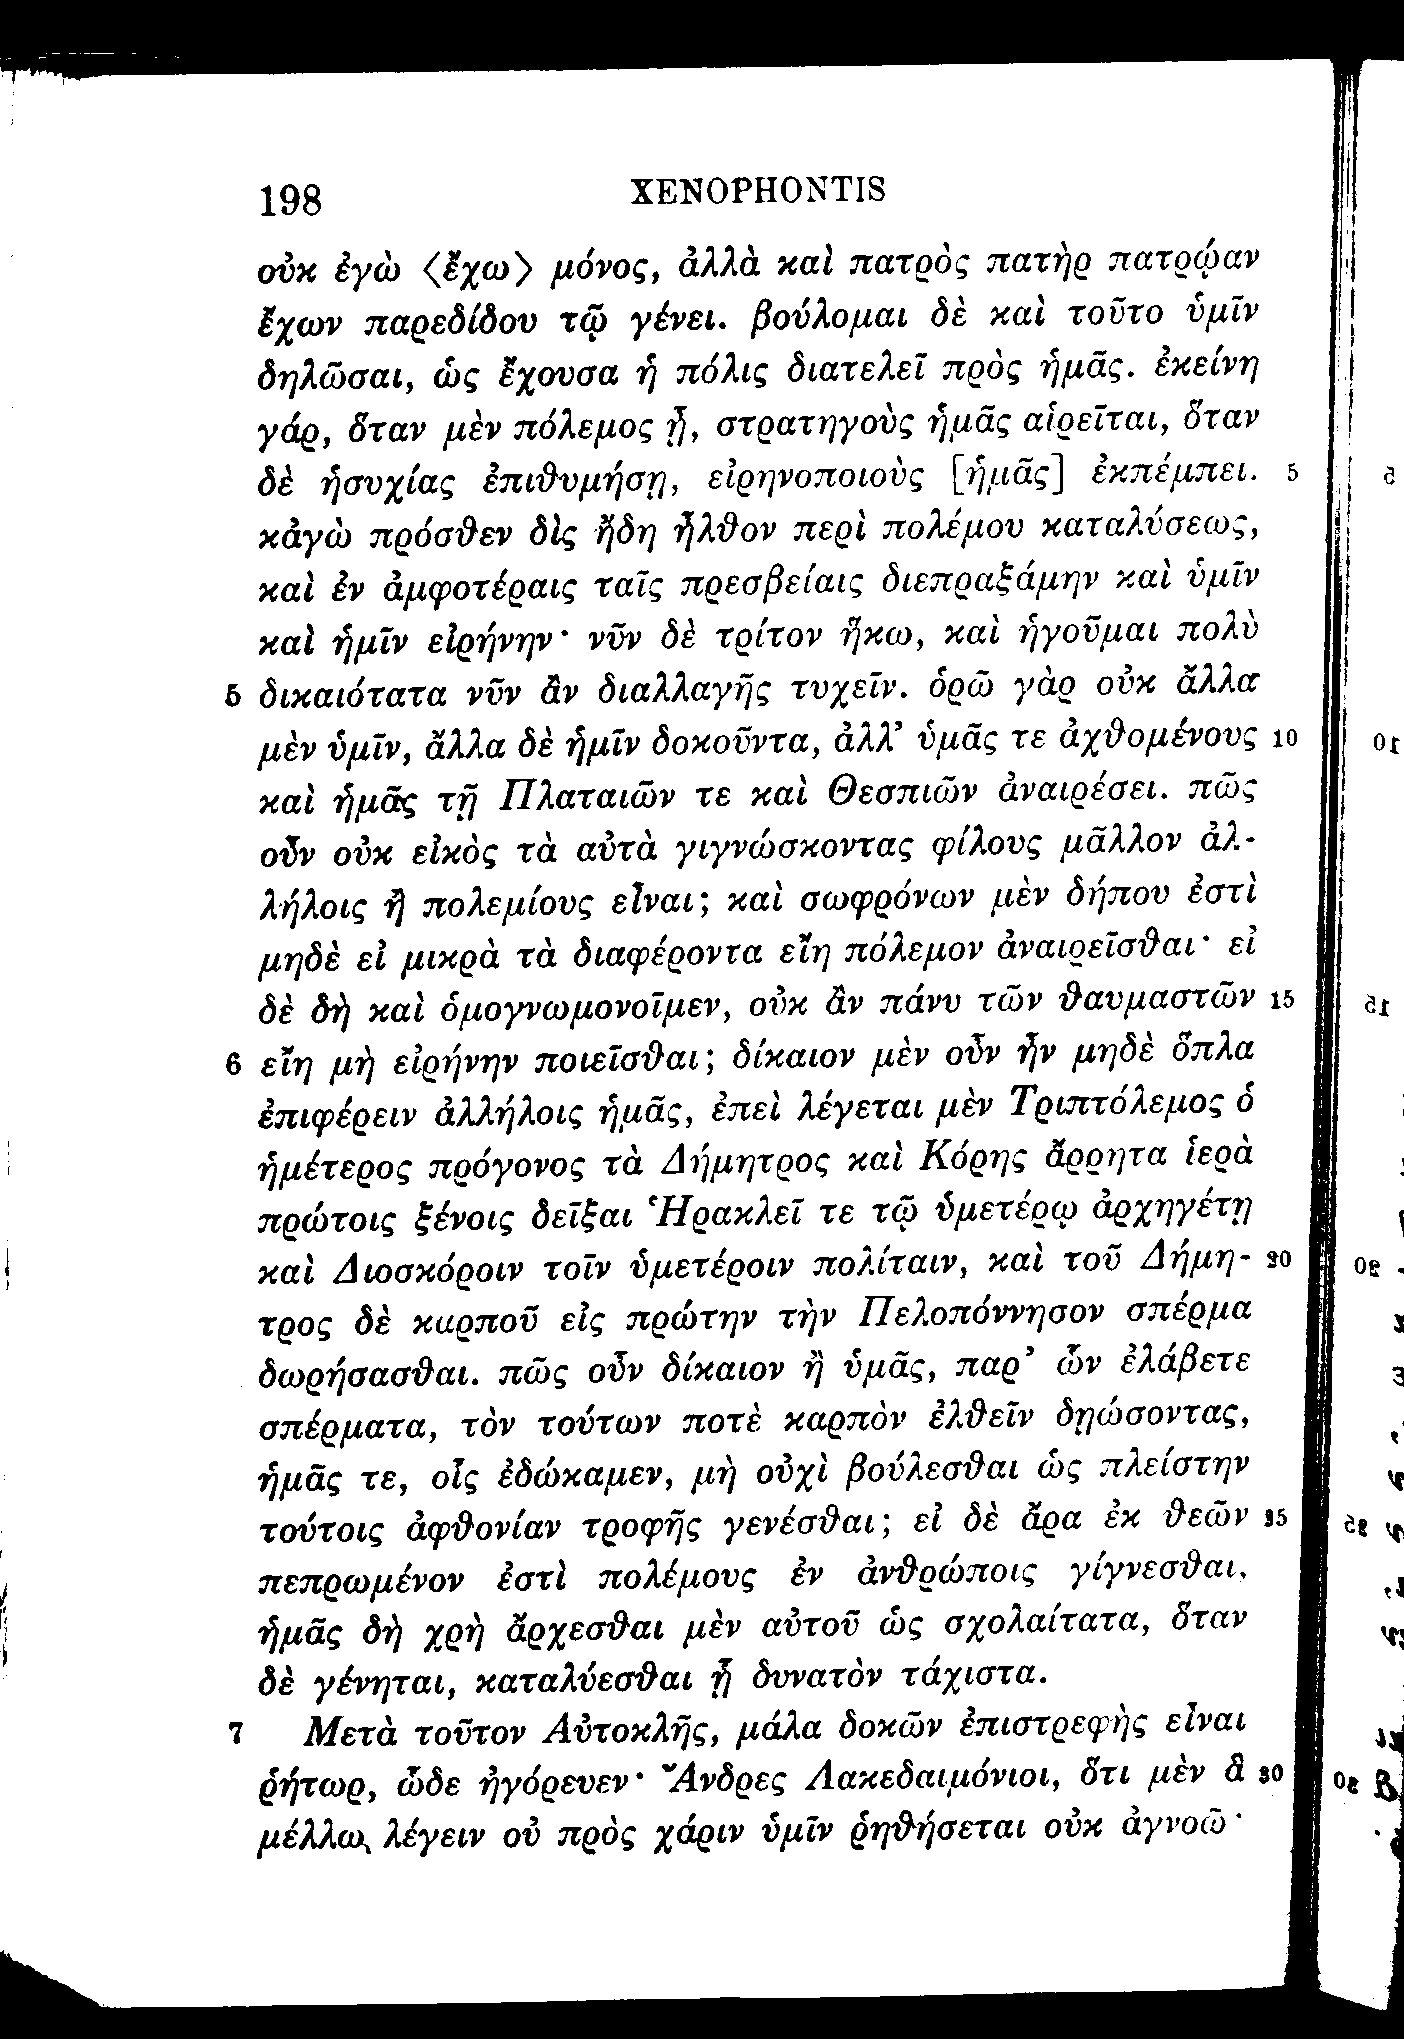 198 XENOPHONTIS
οὐκ ἐγὼ ⟨ἔχω⟩ μόνος, ἀλλὰ καὶ πατρὸς πατὴρ πατρῴαν
ἔχων παρεδίδου τῷ γένει. βούλομαι δὲ καὶ τοῦτο ὑμῖν
δηλῶσαι, ὡς ἔχουσα ἡ πόλις διατελεῖ πρὸς ἡμᾶς. ἐκείνη
γάρ, ὅταν μὲν πόλεμος ᾖ, στρατηγοὺς ἡμᾶς αἱρεῖται, ὅταν
δὲ ἡσυχίας ἐπιθυμήσῃ, εἰρηνοποιοὺς [ἡμᾶς] ἐκπέμπει. 5
κἀγὼ πρόσθεν δὶς ἤδη ἦλθον περὶ πολέμου καταλύσεως,
καὶ ἐν ἀμφοτέραις ταῖς πρεσβείαις διεπραξάμην καὶ ὑμῖν
καὶ ἡμῖν εἰρήνην· νῦν δὲ τρίτον ἥκω, καὶ ἡγοῦμαι πολὺ
5 δικαιότατα νῦν ἂν διαλλαγῆς τυχεῖν. ὁρῶ γὰρ οὐκ ἄλλα
μὲν ὑμῖν, ἄλλα δὲ ἡμῖν δοκοῦντα, ἀλλ’ ὑμᾶς τε ἀχθομένους 10
καὶ ἡμᾶς τῇ Πλαταιῶν τε καὶ Θεσπιῶν ἀναιρέσει. πῶς
οὖν οὐκ εἰκὸς τὰ αὐτὰ γιγνώσκοντας φίλους μᾶλλον ἀλ-
λήλοις ἢ πολεμίους εἶναι; καὶ σωφρόνων μὲν δήπου ἐστὶ
μηδὲ εἰ μικρὰ τὰ διαφέροντα εἴη πόλεμον ἀναιρεῖσθαι· εἰ
δὲ δὴ καὶ ὁμογνωμονοῖμεν, οὐκ ἂν πάνυ τῶν θαυμαστῶν 15
6 εἴη μὴ εἰρήνην ποιεῖσθαι; δίκαιον μὲν οὖν ἦν μηδὲ ὅπλα
ἐπιφέρειν ἀλλήλοις ἡμᾶς, ἐπεὶ λέγεται μὲν Τριπτόλεμος ὁ
ἡμέτερος πρόγονος τὰ Δήμητρος καὶ Κόρης ἄρρητα ἱερὰ
πρώτοις ξένοις δεῖξαι Ἡρακλεῖ τε τῷ ὑμετέρῳ ἀρχηγέτῃ
καὶ Διοσκόροιν τοῖν ὑμετέροιν πολίταιν, καὶ τοῦ Δήμη- 20
τρος δὲ καρποῦ εἰς πρώτην τὴν Πελοπόννησον σπέρμα
δωρήσασθαι. πῶς οὖν δίκαιον ἢ ὑμᾶς, παρ’ ὧν ἐλάβετε
σπέρματα, τὸν τούτων ποτὲ καρπὸν ἐλθεῖν δῃώσοντας,
ἡμᾶς τε, οἷς ἐδώκαμεν, μὴ οὐχὶ βούλεσθαι ὡς πλείστην
τούτοις ἀφθονίαν τροφῆς γενέσθαι; εἰ δὲ ἄρα ἐκ θεῶν 25
πεπρωμένον ἐστὶ πολέμους ἐν ἀνθρώποις γίγνεσθαι,
ἡμᾶς δὴ χρὴ ἄρχεσθαι μὲν αὐτοῦ ὡς σχολαίτατα, ὅταν
δὲ γένηται, καταλύεσθαι ᾗ δυνατὸν τάχιστα.
7 Μετὰ τοῦτον Αὐτοκλῆς, μάλα δοκῶν ἐπιστρεφὴς εἶναι
ῥήτωρ, ὧδε ἠγόρευεν· Ἄνδρες Λακεδαιμόνιοι, ὅτι μὲν ἃ 30
μέλλω λέγειν οὐ πρὸς χάριν ὑμῖν ῥηθήσεται οὐκ ἀγνοῶ·